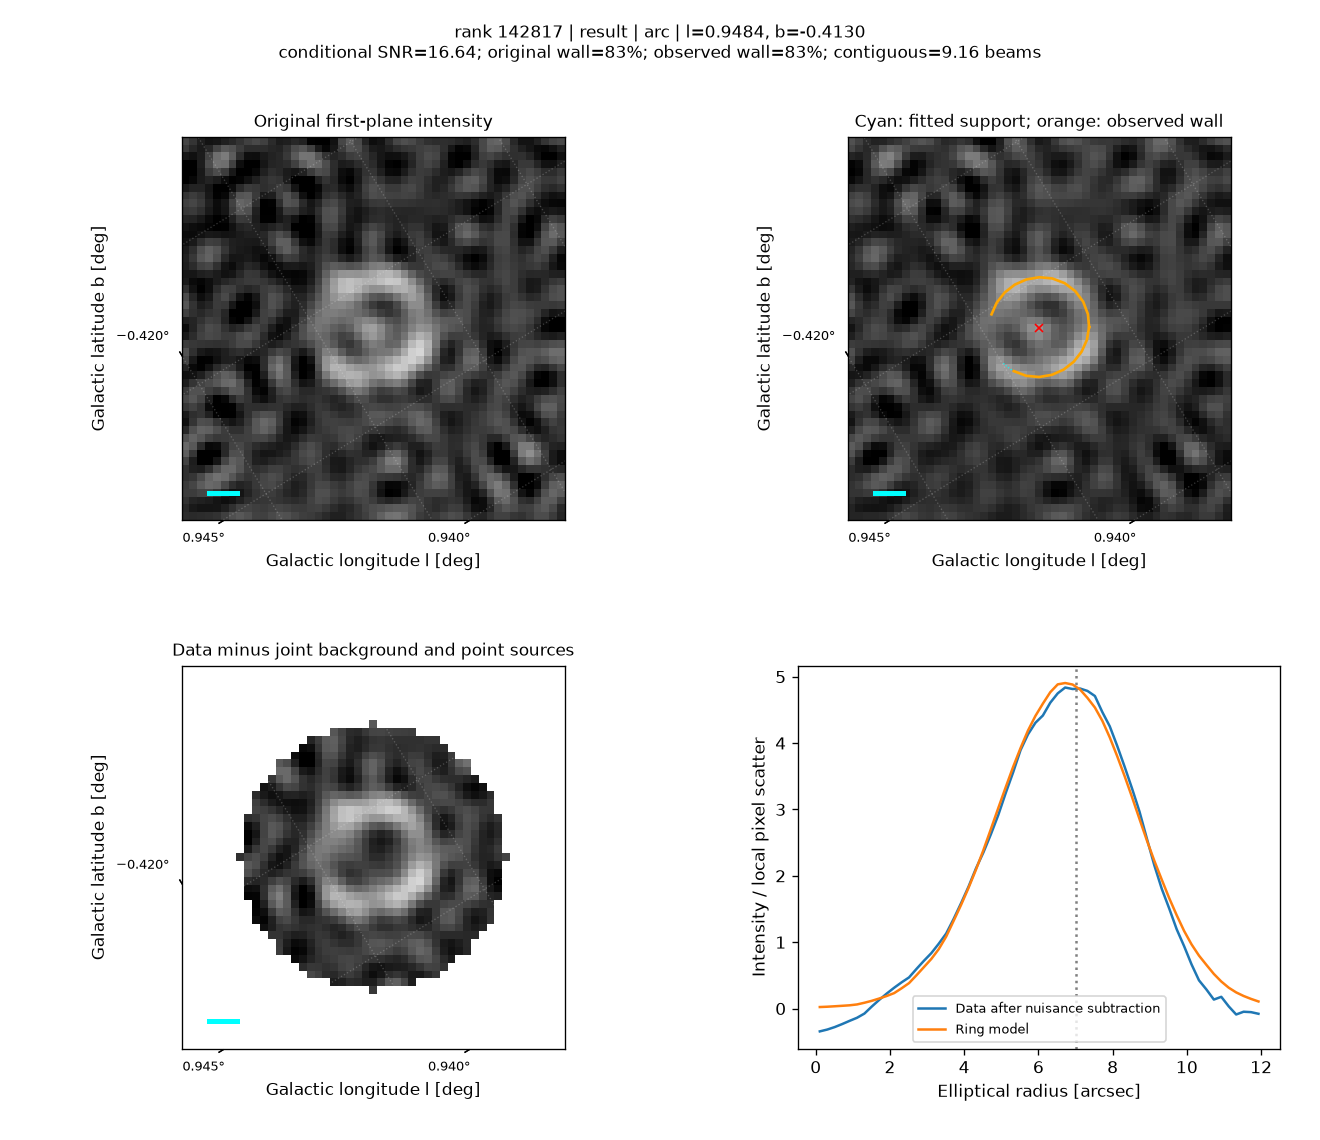 rank 142817 | result | arc | l=0.9484, b=-0.4130
conditional SNR=16.64; original wall=83%; observed wall=83%; contiguous=9.16 beams
Original first-plane intensity
Galactic latitude b [deg]
−0.420°
0.945°
0.940°
Galactic longitude l [deg]
Cyan: fitted support; orange: observed wall
Galactic latitude b [deg]
−0.420°
0.945°
0.940°
Galactic longitude l [deg]
Data minus joint background and point sources
Galactic latitude b [deg]
−0.420°
0.945°
0.940°
Galactic longitude l [deg]
Intensity / local pixel scatter
5
4
3
2
1
0
Data after nuisance subtraction
Ring model
0 2 4 6 8 10 12
Elliptical radius [arcsec]